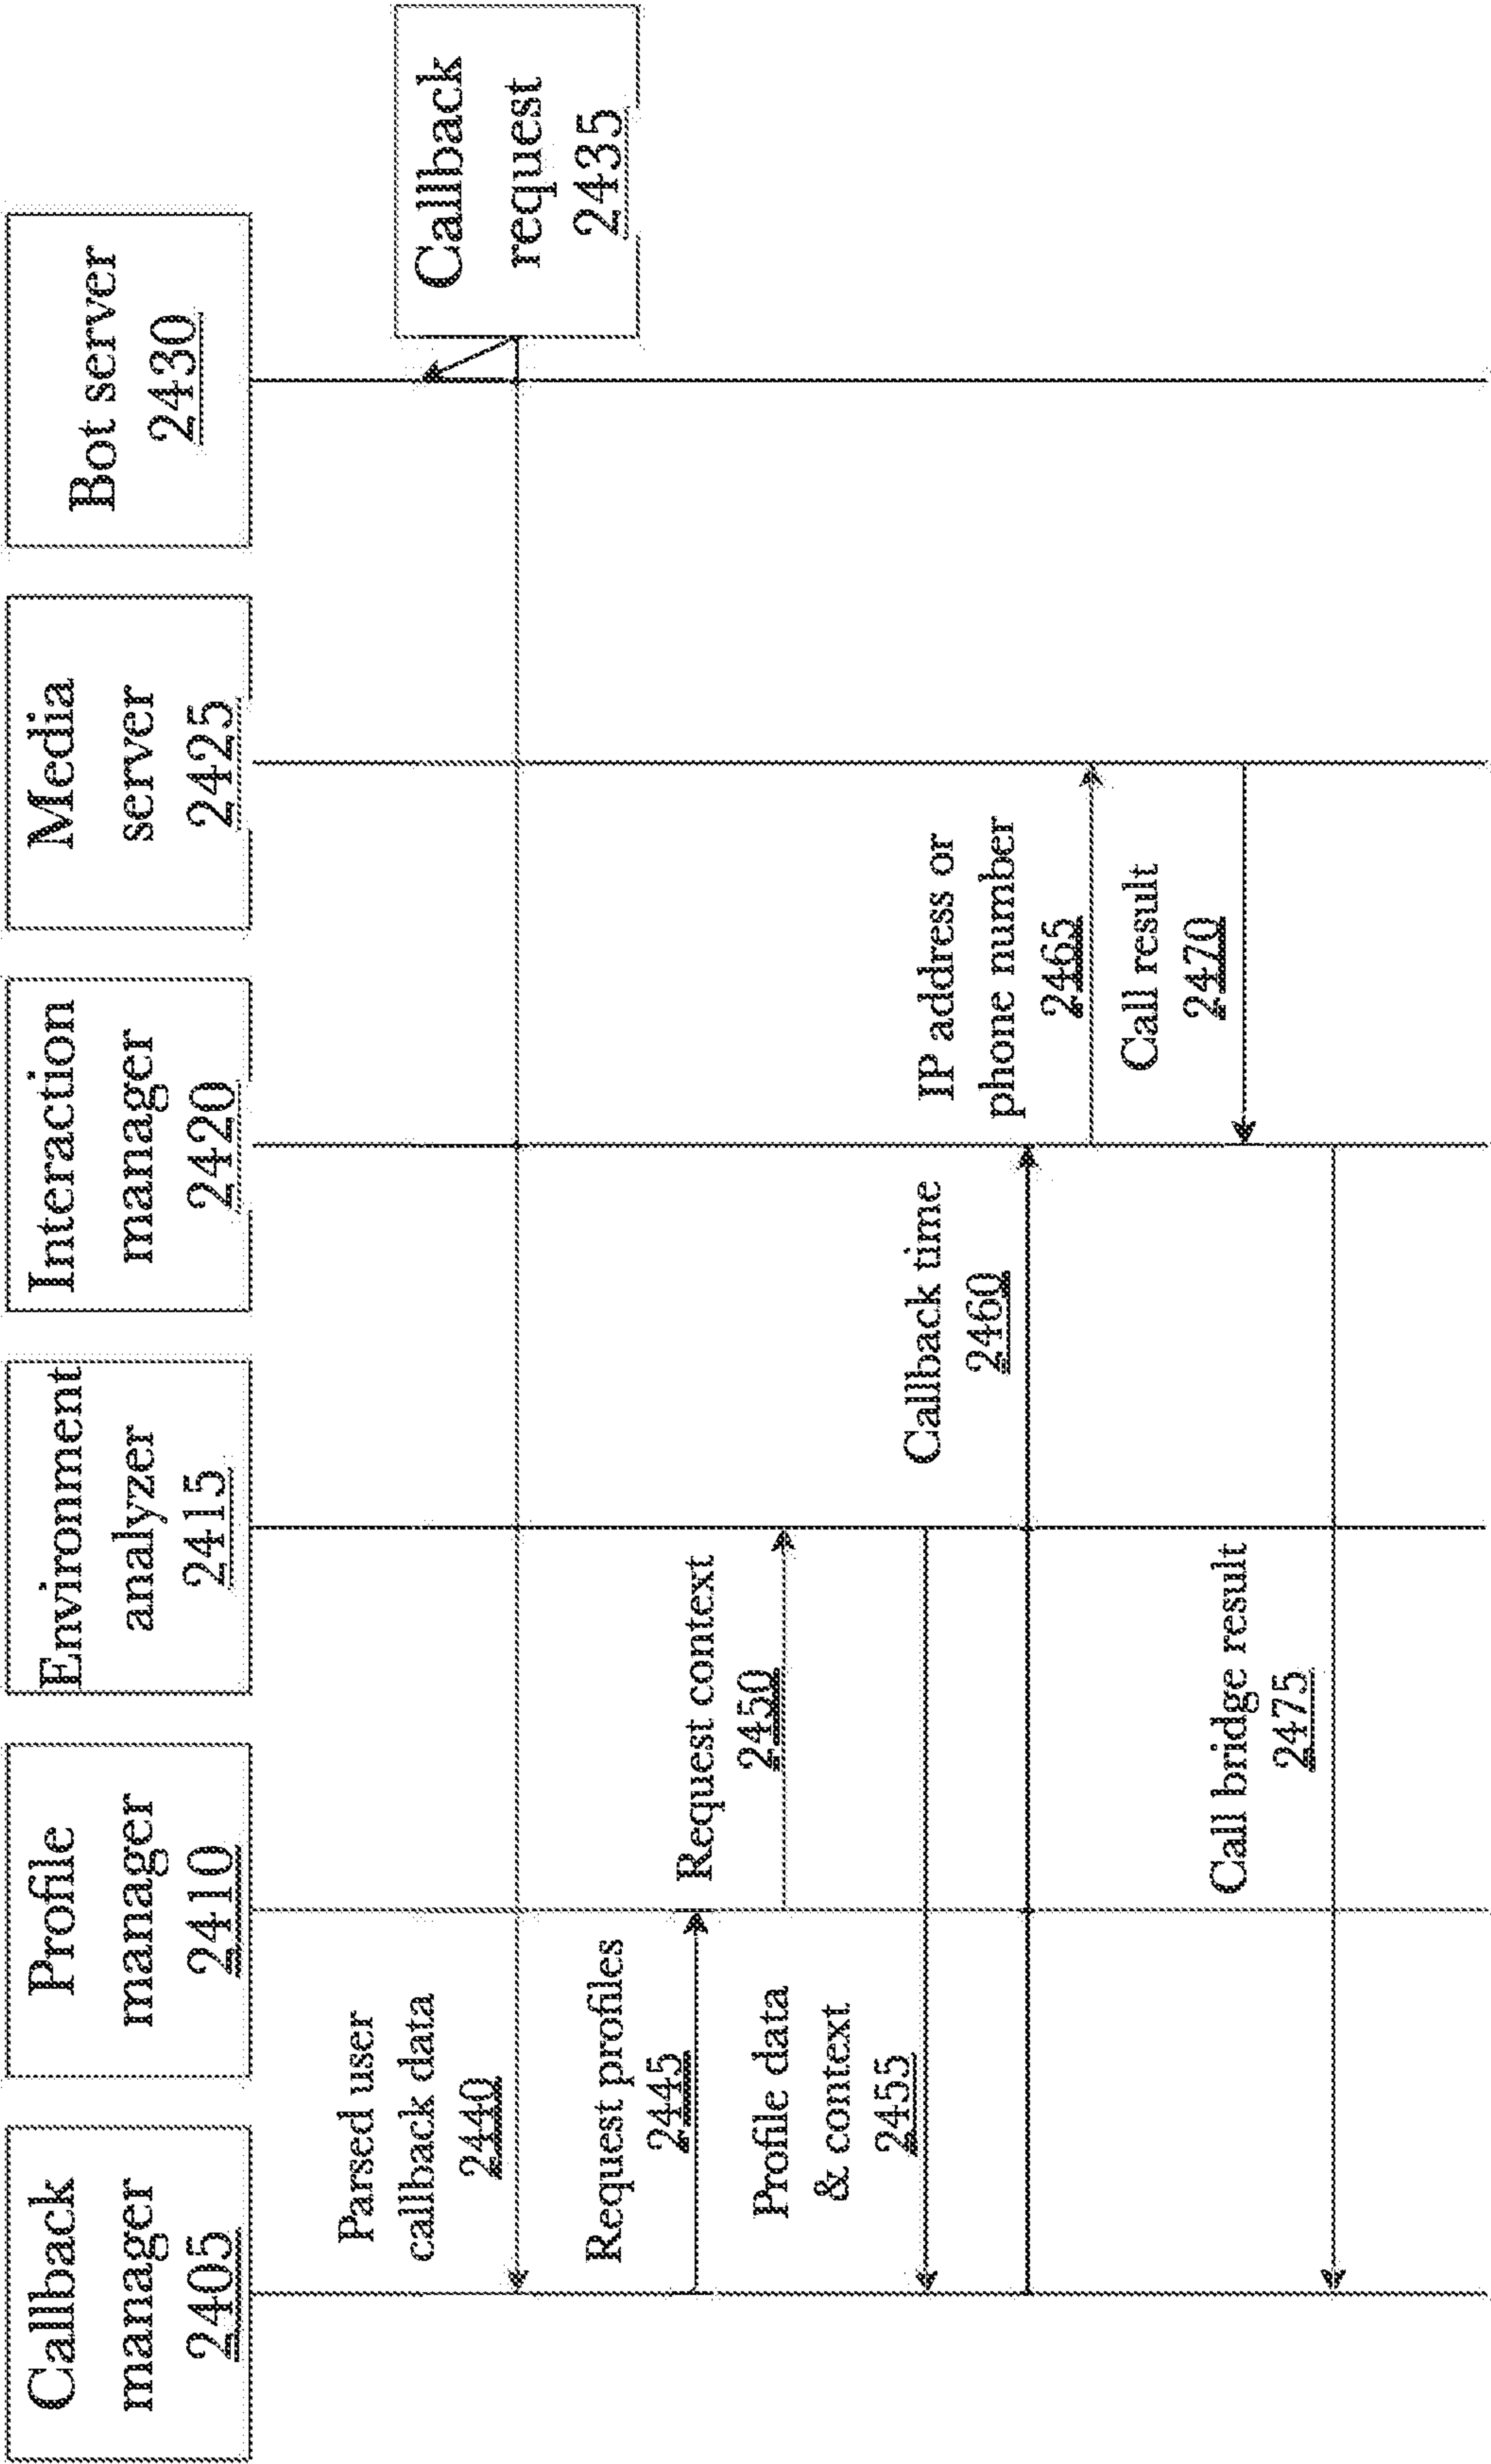 Callback
manager
2405
Profile
manager
2410
Environment
analyzer
2415
Interaction
manager
2420
Media
server
2425
Bot server
2430
Callback
request
2435
Parsed user
callback data
2440
Request profiles
2445
Request context
2450
Profile data
& context
2455
Callback time
2460
IP address or
phone number
2465
Call result
2470
Call bridge result
2475